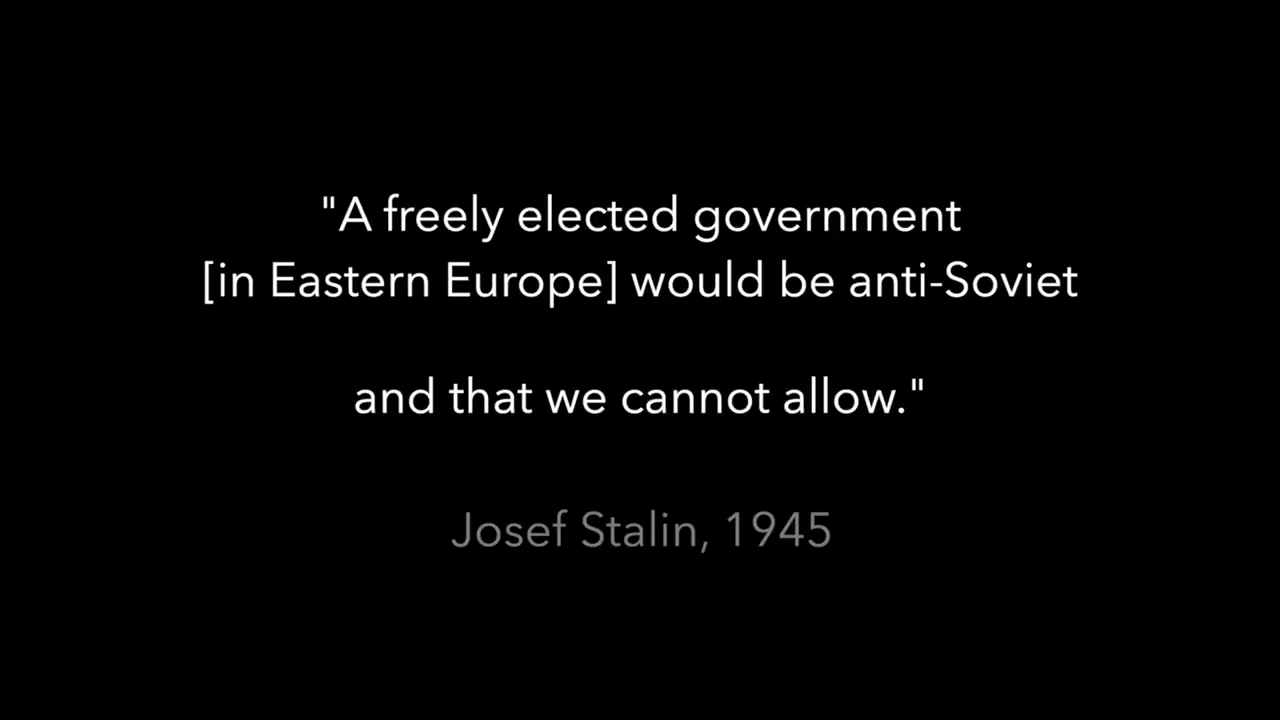 "A freely elected government
[in Eastern Europe] would be anti-Soviet
and that we cannot allow."
Josef Stalin, 1945